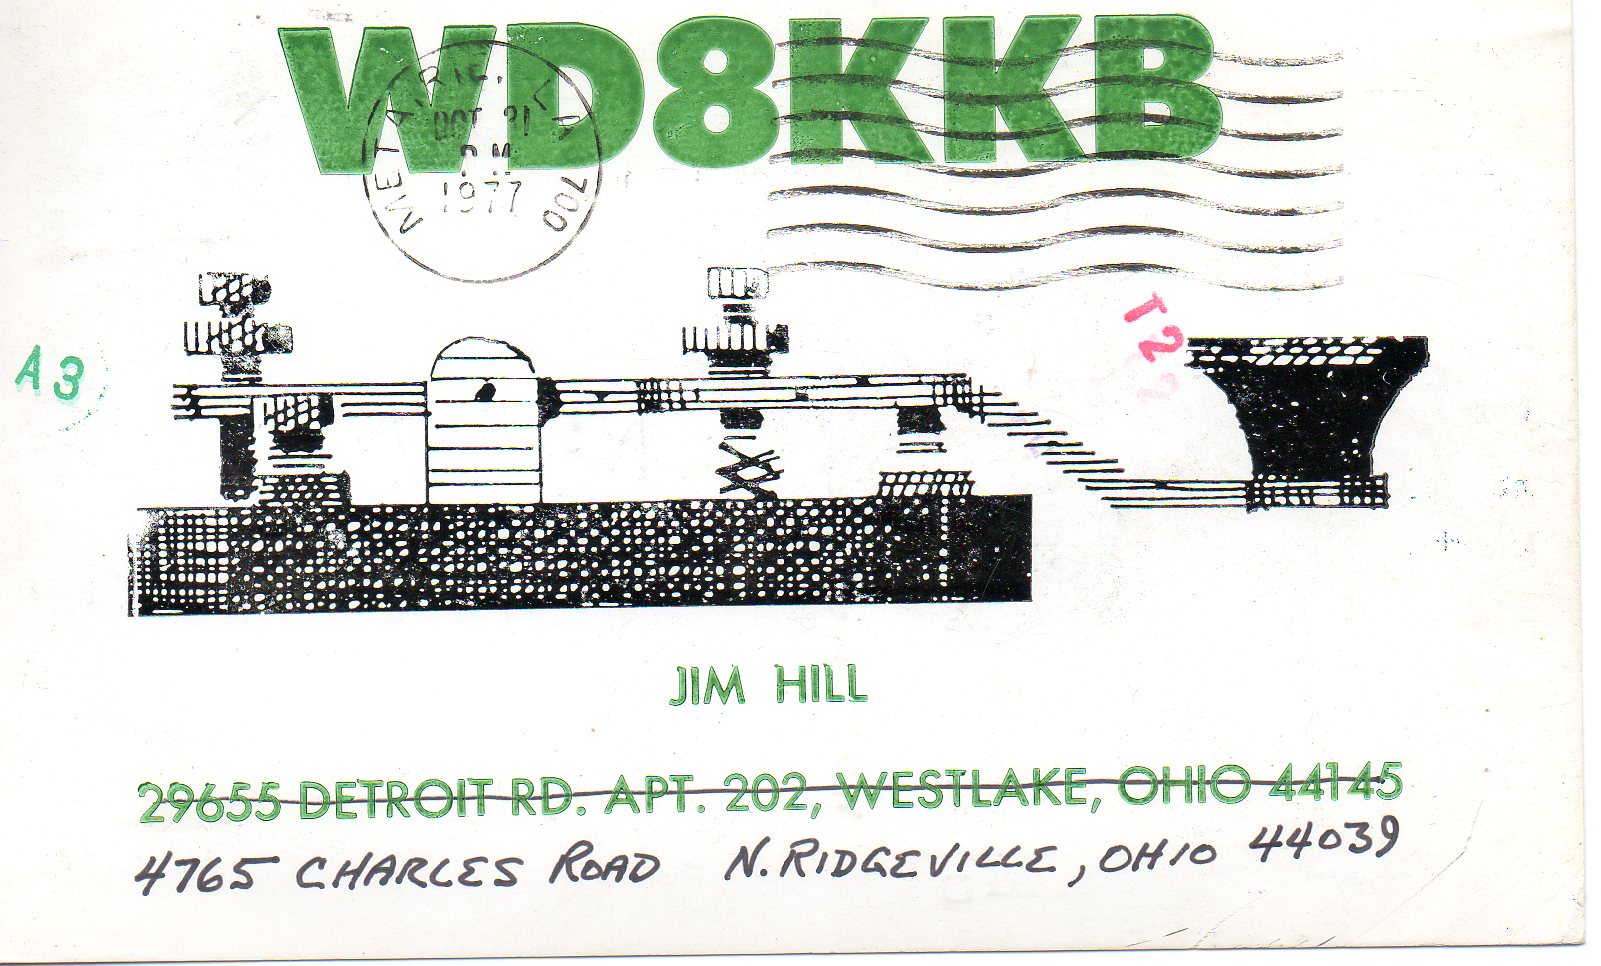 WD8KKB
METAIRIE, LA 700
OCT 31
PM
1977
T2
A3
JIM HILL
29655 DETROIT RD. APT. 202, WESTLAKE, OHIO 44145
4765 CHARLES ROAD N. RIDGEVILLE, OHIO 44039